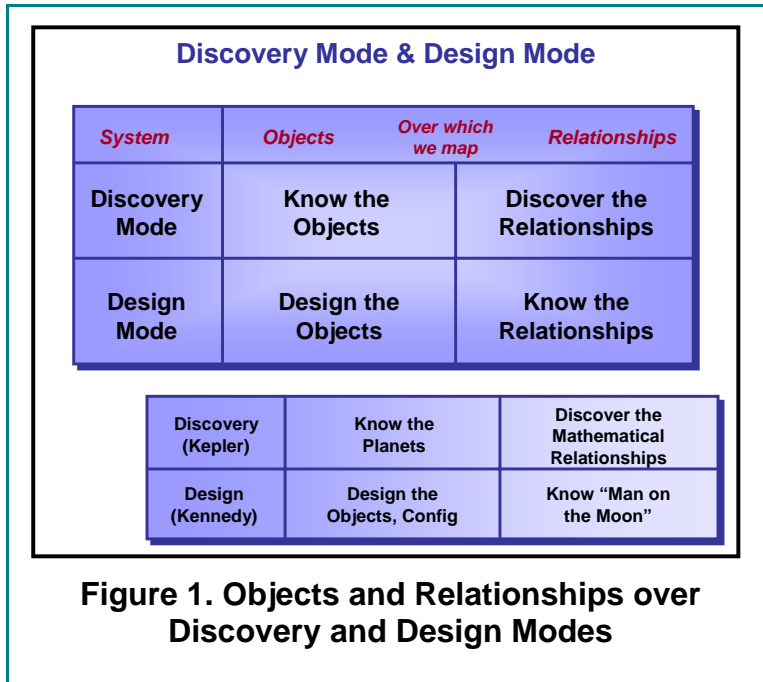 Discovery Mode & Design Mode
System
Objects
Over which
we map
Relationships
Discovery
Mode
Know the
Objects
Discover the
Relationships
Design
Mode
Design the
Objects
Know the
Relationships
Discovery
(Kepler)
Know the
Planets
Discover the
Mathematical
Relationships
Design
(Kennedy)
Design the
Objects, Config
Know “Man on
the Moon”
Figure 1. Objects and Relationships over
Discovery and Design Modes